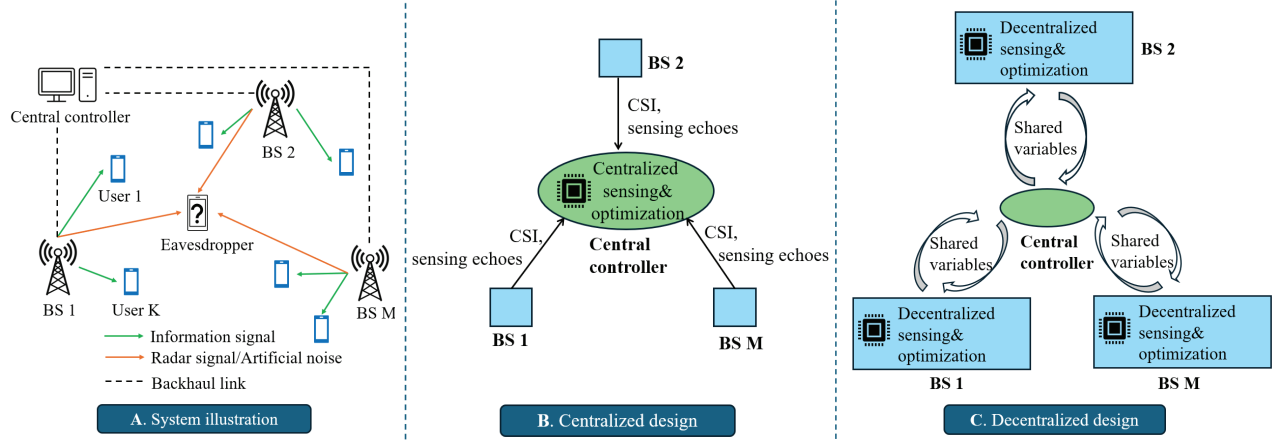 Central controller
BS 2
User 1
?
Eavesdropper
BS 1
User K
BS M
Information signal
Radar signal/Artificial noise
Backhaul link
A. System illustration
BS 2
CSI,
sensing echoes
Centralized
sensing&
optimization
CSI,
sensing echoes
Central
controller
CSI,
sensing echoes
BS 1
BS M
B. Centralized design
Decentralized
sensing&
optimization
BS 2
Shared
variables
Shared
variables
Central
controller
Shared
variables
Decentralized
sensing&
optimization
BS 1
Decentralized
sensing&
optimization
BS M
C. Decentralized design